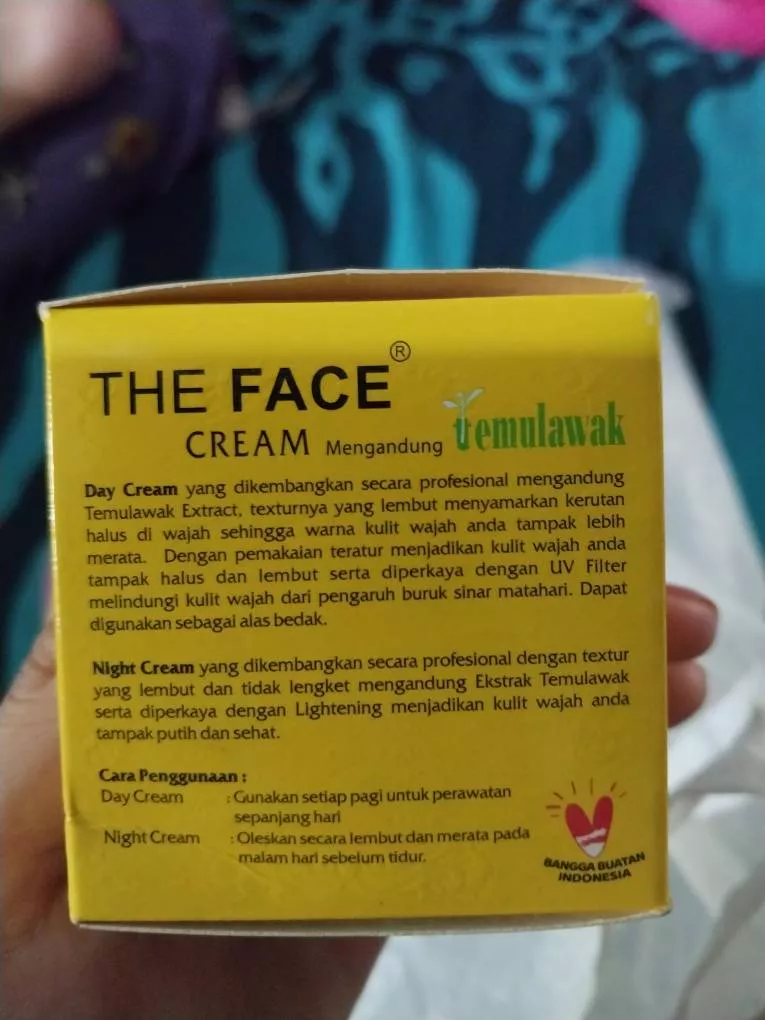 THE FACE®
CREAM Mengandung temulawak
Day Cream yang dikembangkan secara profesional mengandung
Temulawak Extract, texturnya yang lembut menyamarkan kerutan
halus di wajah sehingga warna kulit wajah anda tampak lebih
merata. Dengan pemakaian teratur menjadikan kulit wajah anda
tampak halus dan lembut serta diperkaya dengan UV Filter
melindungi kulit wajah dari pengaruh buruk sinar matahari. Dapat
digunakan sebagai alas bedak.
Night Cream yang dikembangkan secara profesional dengan textur
yang lembut dan tidak lengket mengandung Ekstrak Temulawak
serta diperkaya dengan Lightening menjadikan kulit wajah anda
tampak putih dan sehat.
Cara Penggunaan :
Day Cream : Gunakan setiap pagi untuk perawatan
sepanjang hari
Night Cream : Oleskan secara lembut dan merata pada
malam hari sebelum tidur.
BANGGA BUATAN
INDONESIA